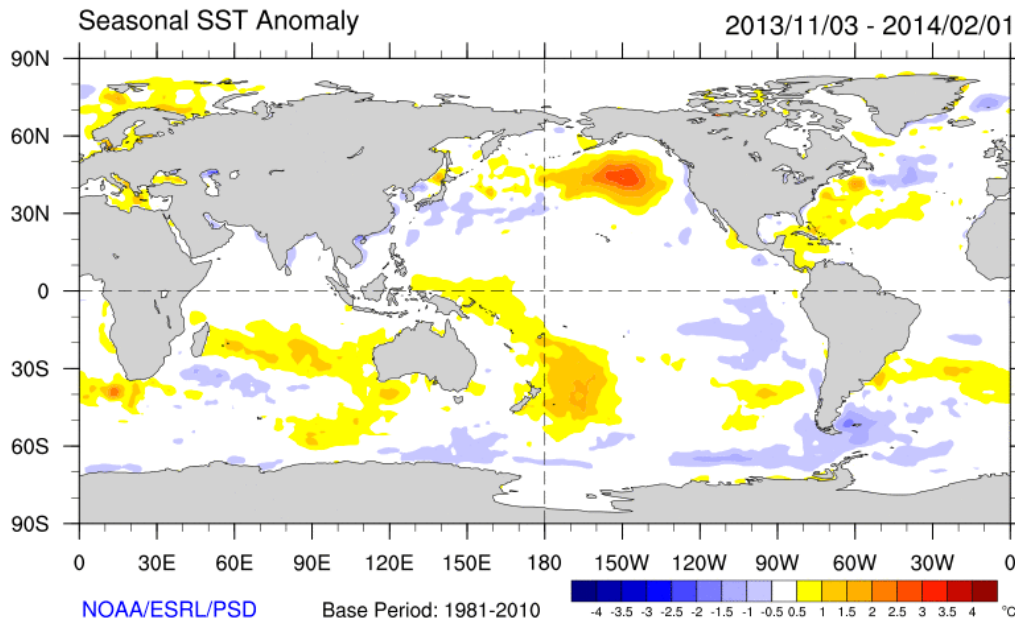 Seasonal SST Anomaly 2013/11/03 - 2014/02/01
90N
60N
30N
0
30S
60S
90S
0 30E 60E 90E 120E 150E 180 150W 120W 90W 60W 30W 0
NOAA/ESRL/PSD Base Period: 1981-2010
-4 -3.5 -3 -2.5 -2 -1.5 -1 -0.5 0.5 1 1.5 2 2.5 3 3.5 4 °C